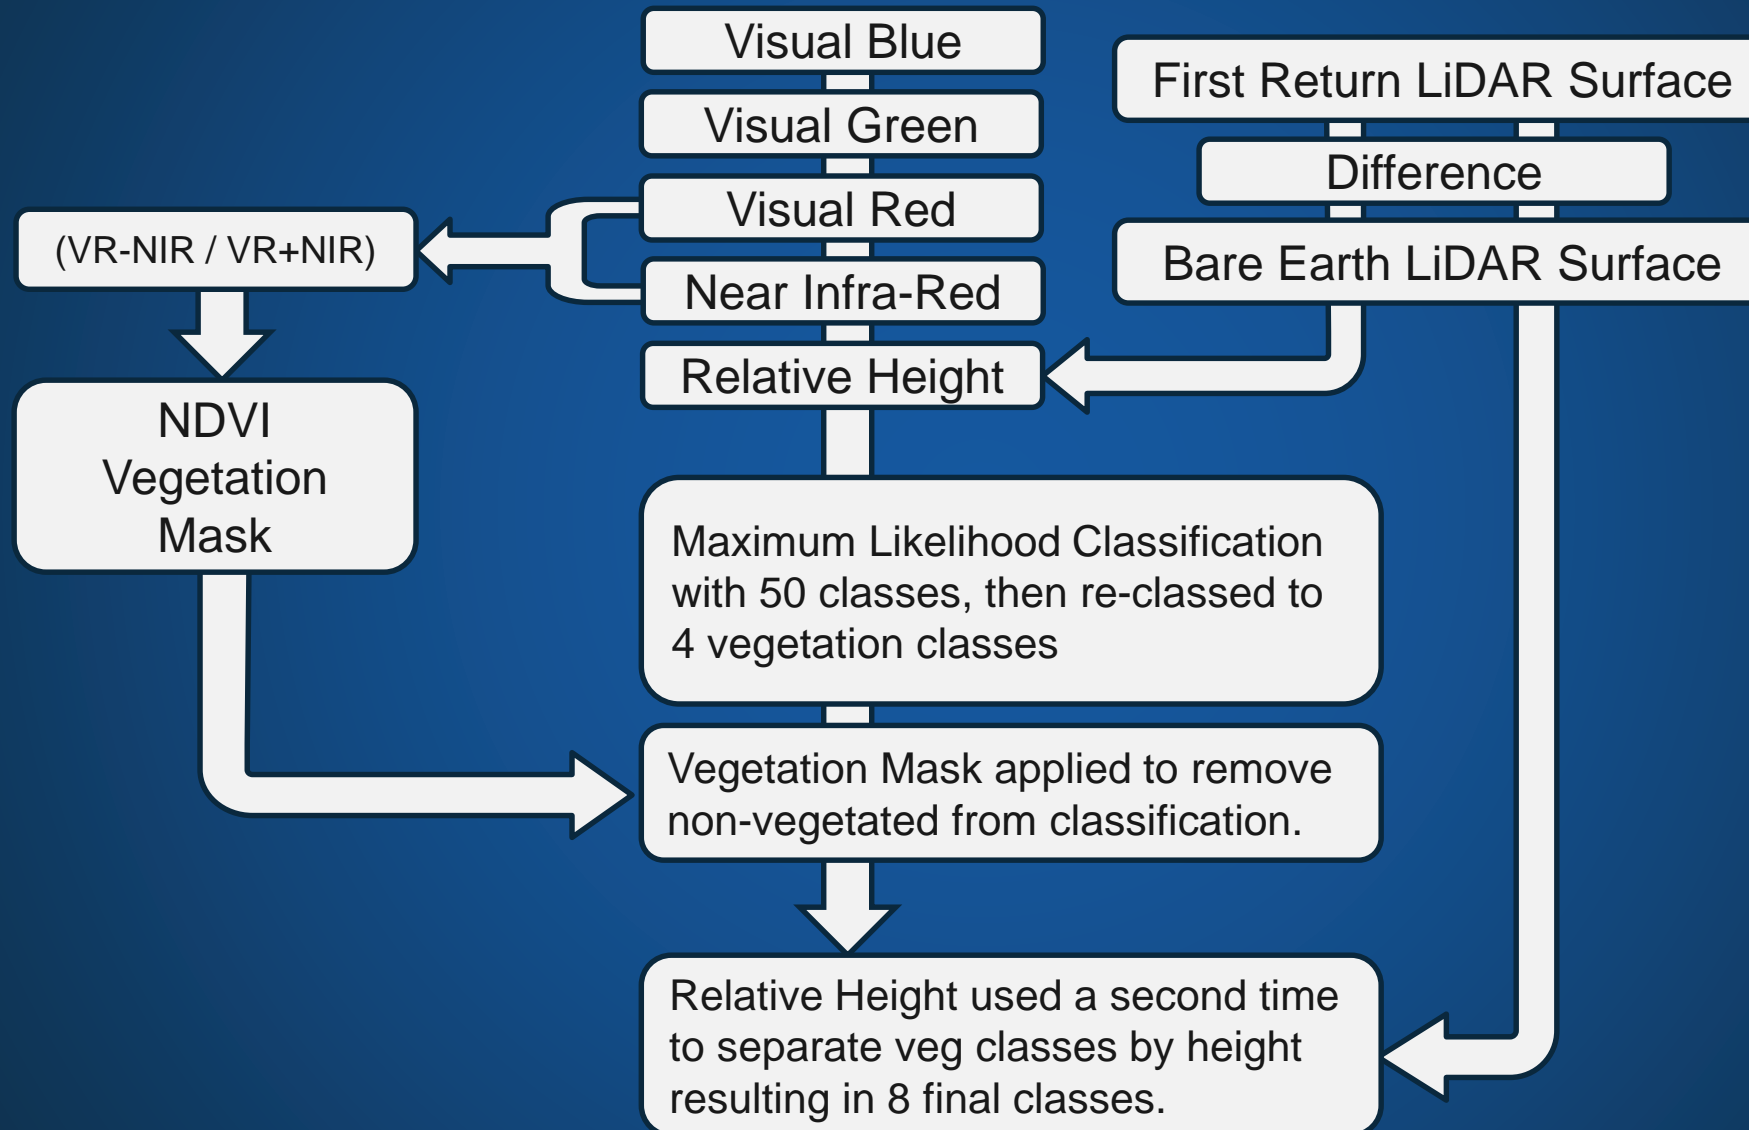 Visual Blue
Visual Green
Visual Red
Near Infra-Red
Relative Height
First Return LiDAR Surface
Difference
Bare Earth LiDAR Surface
(VR-NIR / VR+NIR)
NDVI
Vegetation
Mask
Maximum Likelihood Classification
with 50 classes, then re-classed to
4 vegetation classes
Vegetation Mask applied to remove
non-vegetated from classification.
Relative Height used a second time
to separate veg classes by height
resulting in 8 final classes.